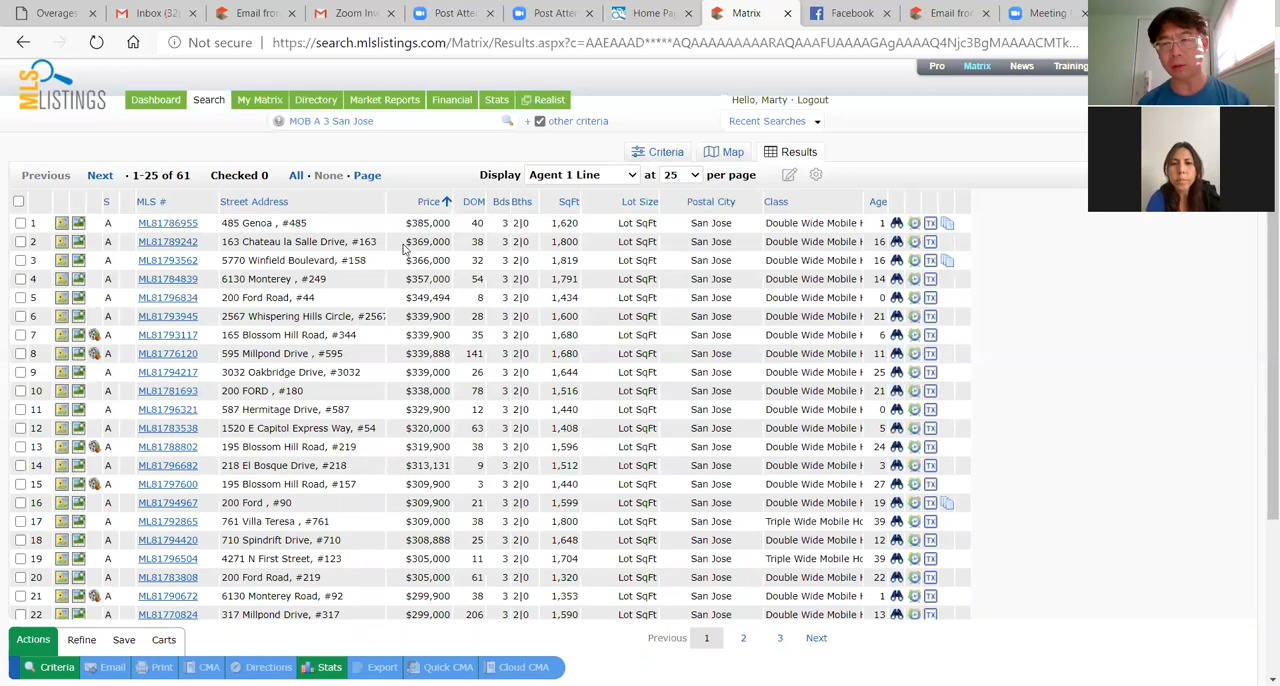 Overages
Inbox (32)
Email from
Zoom Inv
Post Atte
Post Atte
Home Pa
Matrix
Facebook
Email from
Meeting
Not secure
https://search.mlslistings.com/Matrix/Results.aspx?c=AAEAAAD*****AQAAAAAAAAARAQAAAFUAAAAGAgAAAAQ4Njc3BgMAAAACMTk...
Pro Matrix News Training
MLS LISTINGS
Dashboard Search My Matrix Directory Market Reports Financial Stats Realist
Hello, Marty · Logout
MOB A 3 San Jose
+ other criteria
Recent Searches
Criteria Map Results
Previous Next · 1-25 of 61 Checked 0 All · None · Page
Display Agent 1 Line at 25 per page
S MLS # Street Address Price DOM Bds Bths SqFt Lot Size Postal City Class Age
1 A ML81786955 485 Genoa , #485 $385,000 40 3 2|0 1,620 Lot SqFt San Jose Double Wide Mobile H 1
2 A ML81789242 163 Chateau la Salle Drive, #163 $369,000 38 3 2|0 1,800 Lot SqFt San Jose Double Wide Mobile H 16
3 A ML81793562 5770 Winfield Boulevard, #158 $366,000 32 3 2|0 1,819 Lot SqFt San Jose Double Wide Mobile H 16
4 A ML81784839 6130 Monterey , #249 $357,000 54 3 2|0 1,791 Lot SqFt San Jose Double Wide Mobile H 14
5 A ML81796834 200 Ford Road, #44 $349,494 8 3 2|0 1,434 Lot SqFt San Jose Double Wide Mobile H 0
6 A ML81793945 2567 Whispering Hills Circle, #2567 $339,900 28 3 2|0 1,600 Lot SqFt San Jose Double Wide Mobile H 21
7 A ML81793117 165 Blossom Hill Road, #344 $339,900 35 3 2|0 1,680 Lot SqFt San Jose Double Wide Mobile H 6
8 A ML81776120 595 Millpond Drive , #595 $339,888 141 3 2|0 1,680 Lot SqFt San Jose Double Wide Mobile H 11
9 A ML81794217 3032 Oakbridge Drive, #3032 $339,000 26 3 2|0 1,644 Lot SqFt San Jose Double Wide Mobile H 25
10 A ML81781693 200 FORD , #180 $338,000 78 3 2|0 1,516 Lot SqFt San Jose Double Wide Mobile H 21
11 A ML81796321 587 Hermitage Drive, #587 $329,900 12 3 2|0 1,440 Lot SqFt San Jose Double Wide Mobile H 0
12 A ML81783538 1520 E Capitol Express Way, #54 $320,000 63 3 2|0 1,408 Lot SqFt San Jose Double Wide Mobile H 5
13 A ML81788802 195 Blossom Hill Road, #219 $319,900 38 3 2|0 1,596 Lot SqFt San Jose Double Wide Mobile H 24
14 A ML81796682 218 El Bosque Drive, #218 $313,131 9 3 2|0 1,512 Lot SqFt San Jose Double Wide Mobile H 3
15 A ML81797600 195 Blossom Hill Road, #157 $309,900 3 3 2|0 1,440 Lot SqFt San Jose Double Wide Mobile H 27
16 A ML81794967 200 Ford , #90 $309,900 21 3 2|0 1,599 Lot SqFt San Jose Double Wide Mobile H 19
17 A ML81792865 761 Villa Teresa , #761 $309,000 38 3 2|0 1,800 Lot SqFt San Jose Triple Wide Mobile Ho 39
18 A ML81794420 710 Spindrift Drive, #710 $308,888 25 3 2|0 1,648 Lot SqFt San Jose Double Wide Mobile H 12
19 A ML81796504 4271 N First Street, #123 $305,000 11 3 2|0 1,704 Lot SqFt San Jose Triple Wide Mobile Ho 39
20 A ML81783808 200 Ford Road, #219 $305,000 61 3 2|0 1,320 Lot SqFt San Jose Double Wide Mobile H 22
21 A ML81790672 6130 Monterey Road, #92 $299,900 38 3 2|0 1,353 Lot SqFt San Jose Double Wide Mobile H 1
22 A ML81770824 317 Millpond Drive, #317 $299,000 206 3 2|0 1,590 Lot SqFt San Jose Double Wide Mobile H 13
Actions Refine Save Carts
Previous 1 2 3 Next
Criteria Email Print CMA Directions Stats Export Quick CMA Cloud CMA